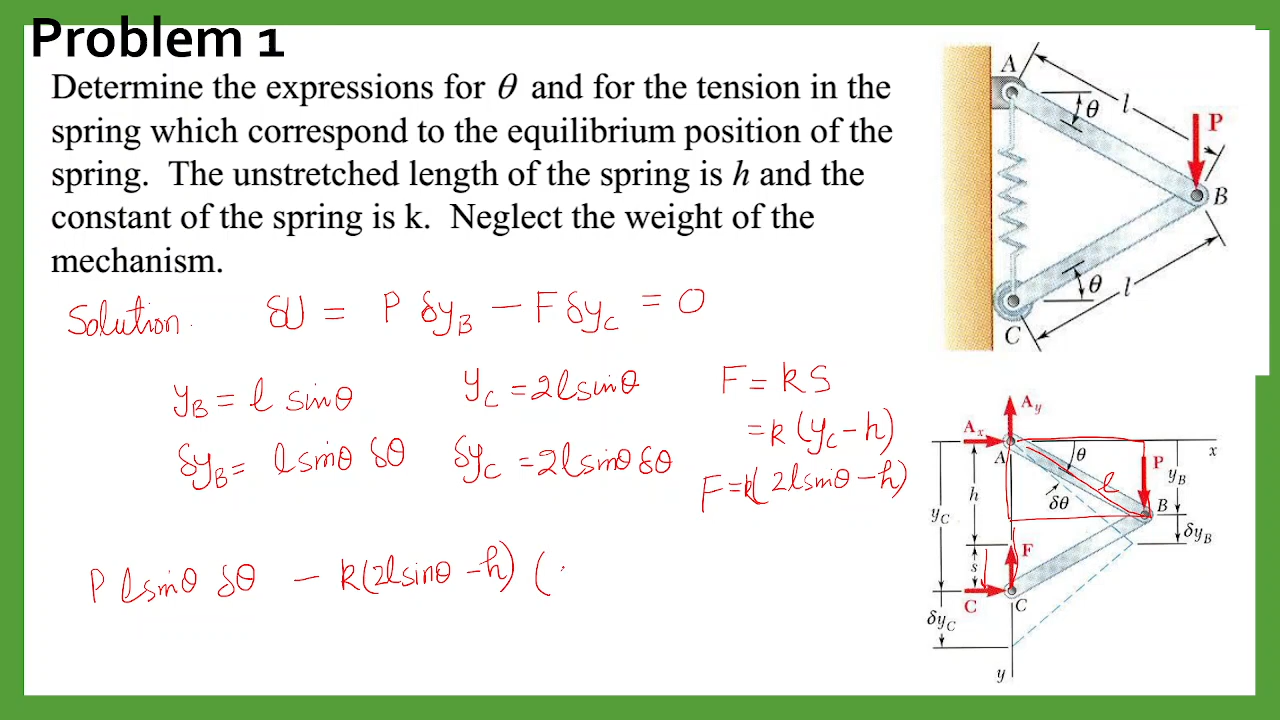 Problem 1
Determine the expressions for θ and for the tension in the
spring which correspond to the equilibrium position of the
spring. The unstretched length of the spring is h and the
constant of the spring is k. Neglect the weight of the
mechanism.
Solution. δU = P δy_B − F δy_C = 0
y_B = l sinθ y_C = 2l sinθ F = kS
= k (y_C − h)
δy_B = l sinθ δθ δy_C = 2l sinθ δθ F = k( 2l sinθ − h)
P l sinθ δθ − k(2l sinθ − h) (
A
θ
l
P
B
θ
l
C
A_y
A_x
A
θ
x
P
y_B
l
h
δθ
B
y_C
δy_B
F
s
C
C
δy_C
y